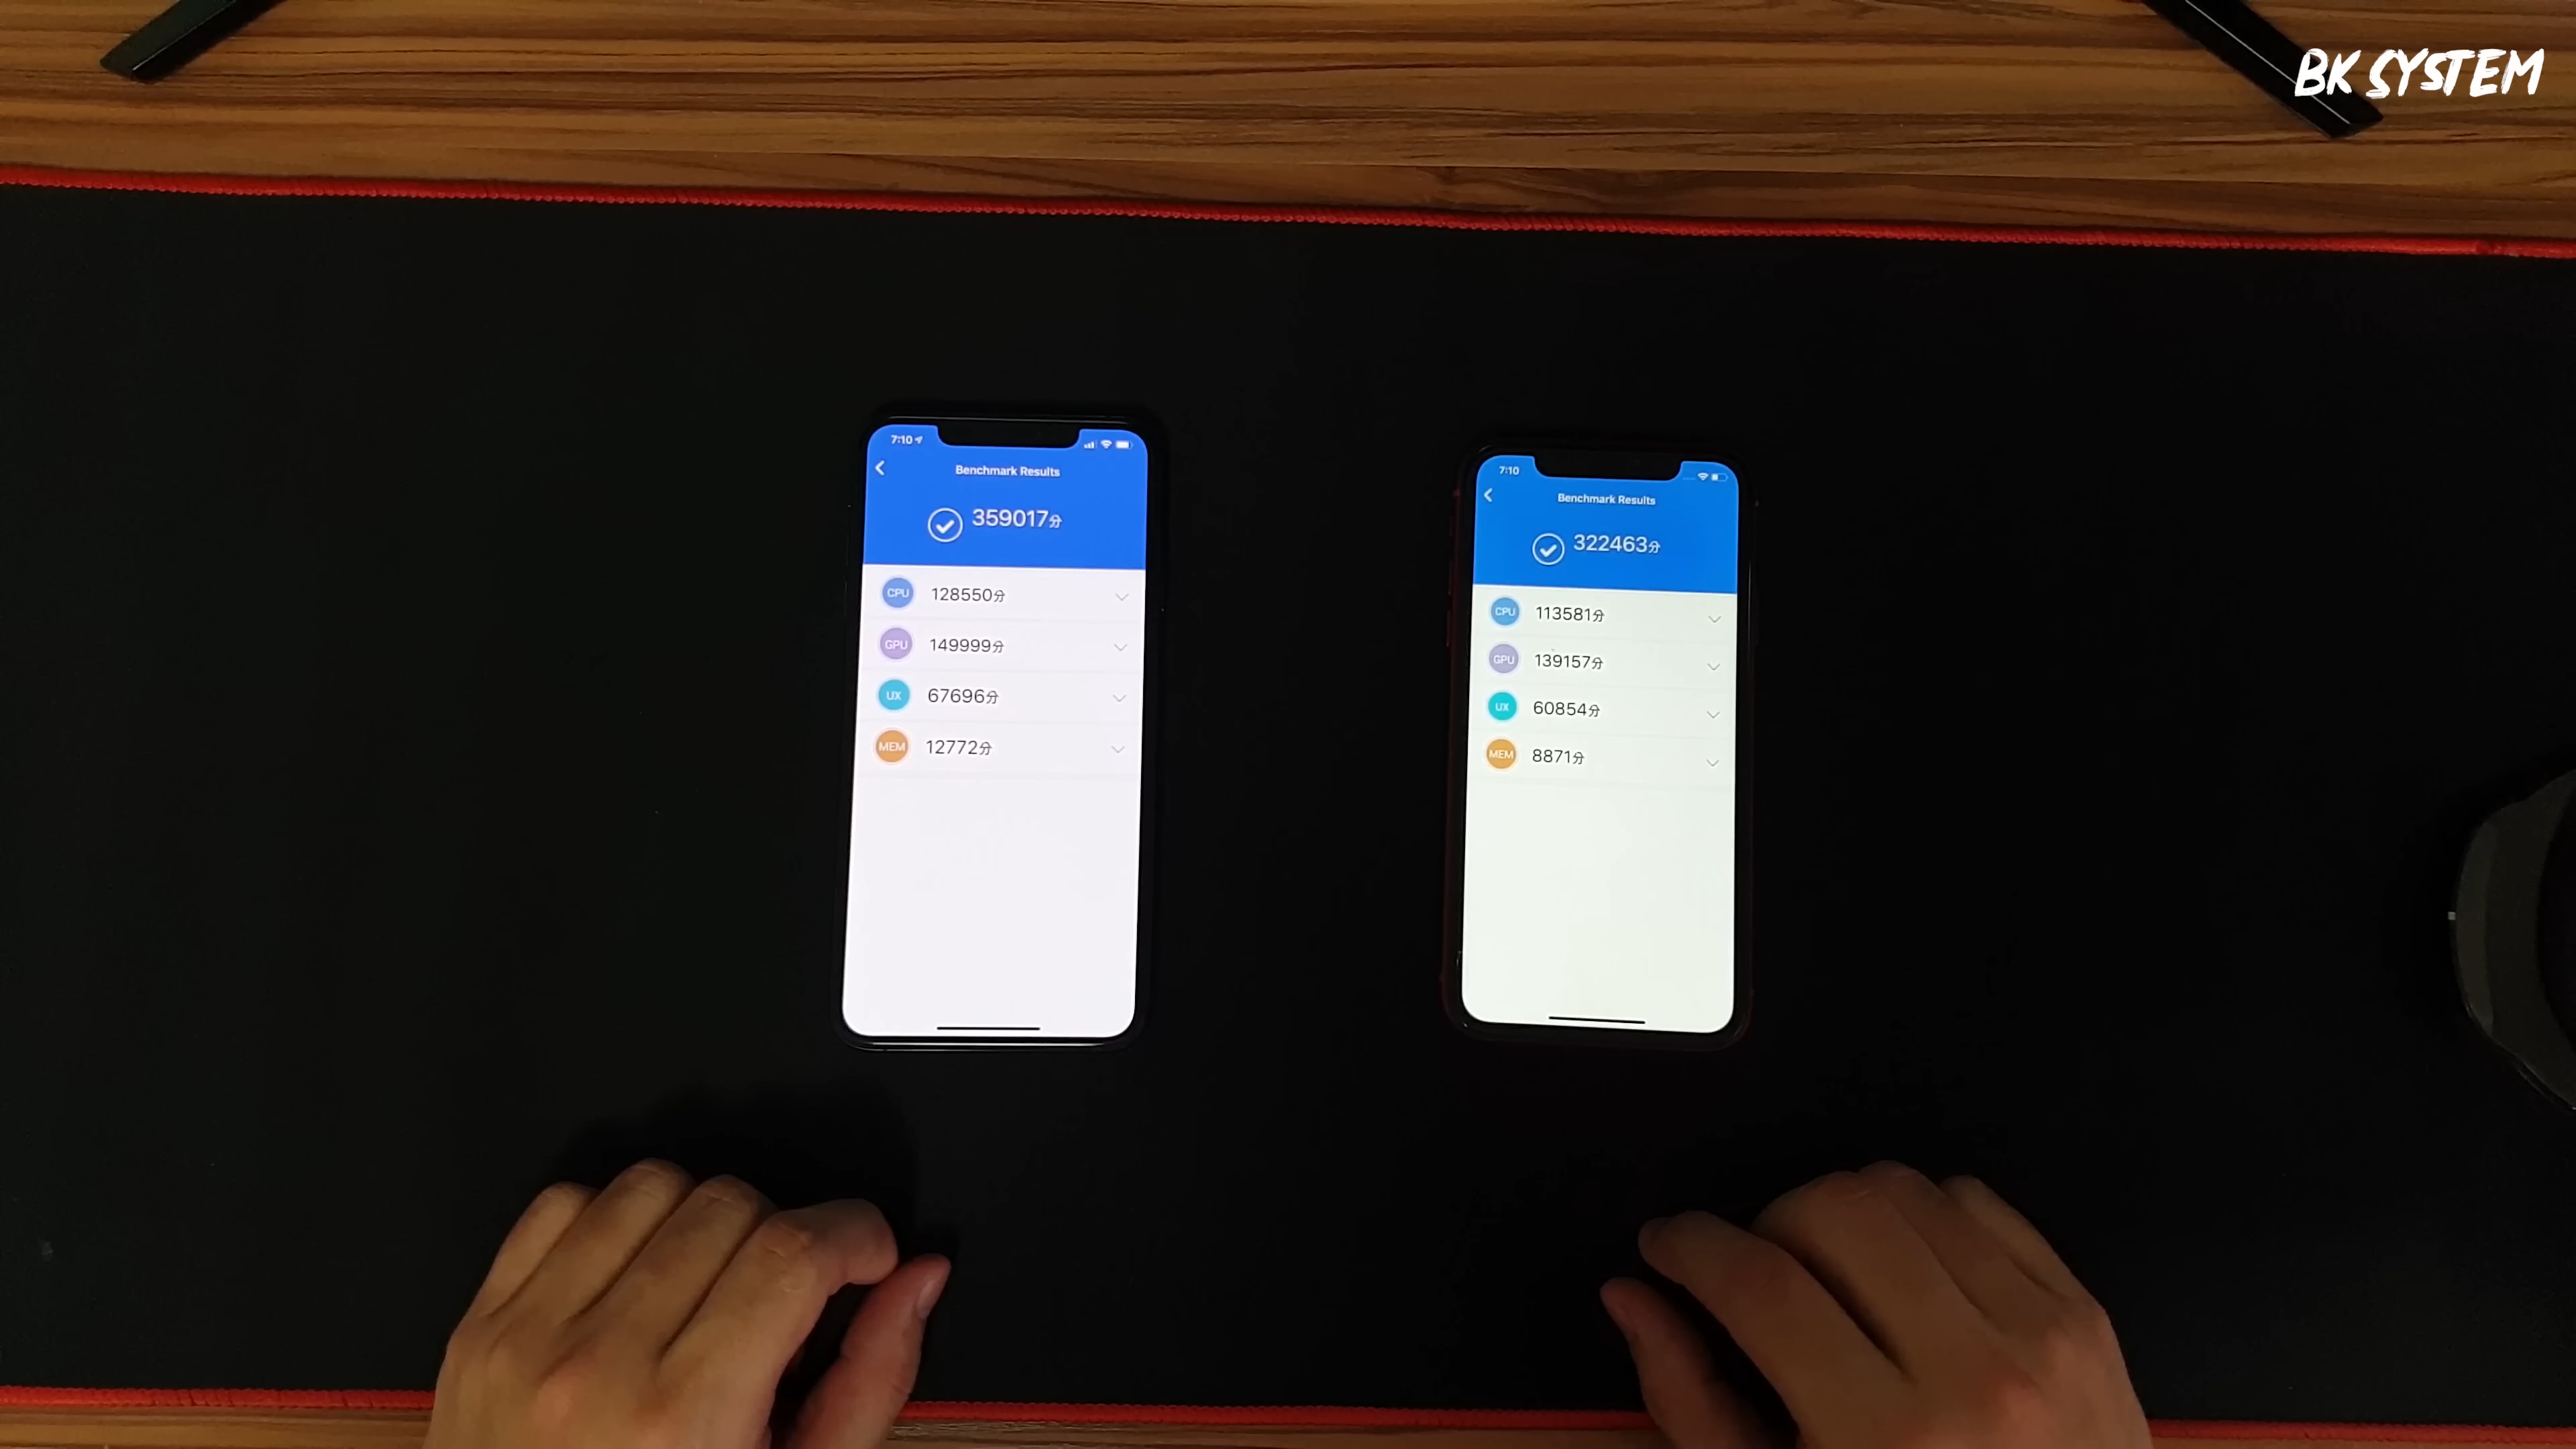 BK SYSTEM
7:10
Benchmark Results
359017分
CPU 128550分
GPU 149999分
UX 67696分
MEM 12772分
7:10
Benchmark Results
322463分
CPU 113581分
GPU 139157分
UX 60854分
MEM 8871分